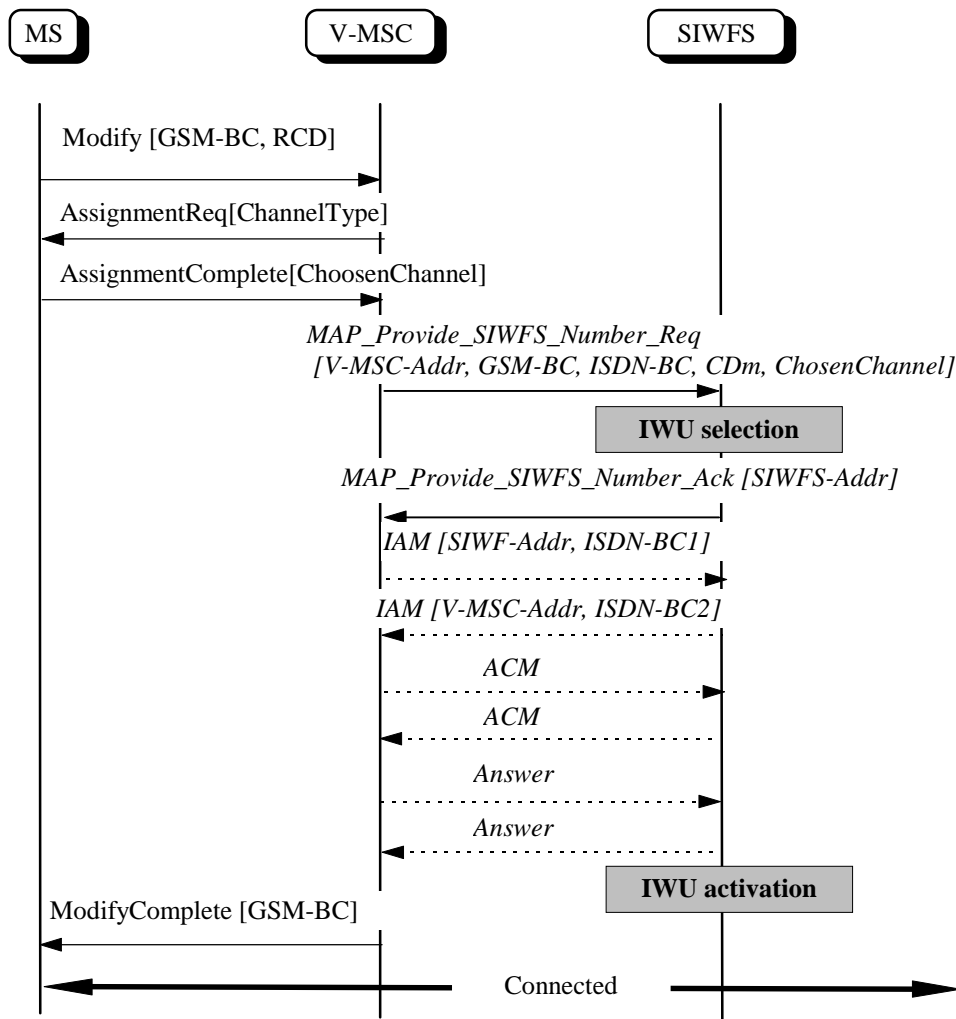 MS
V-MSC
SIWFS
Modify [GSM-BC, RCD]
AssignmentReq[ChannelType]
AssignmentComplete[ChoosenChannel]
MAP_Provide_SIWFS_Number_Req
[V-MSC-Addr, GSM-BC, ISDN-BC, CDm, ChosenChannel]
IWU selection
MAP_Provide_SIWFS_Number_Ack [SIWFS-Addr]
IAM [SIWF-Addr, ISDN-BC1]
IAM [V-MSC-Addr, ISDN-BC2]
ACM
ACM
Answer
Answer
IWU activation
ModifyComplete [GSM-BC]
Connected